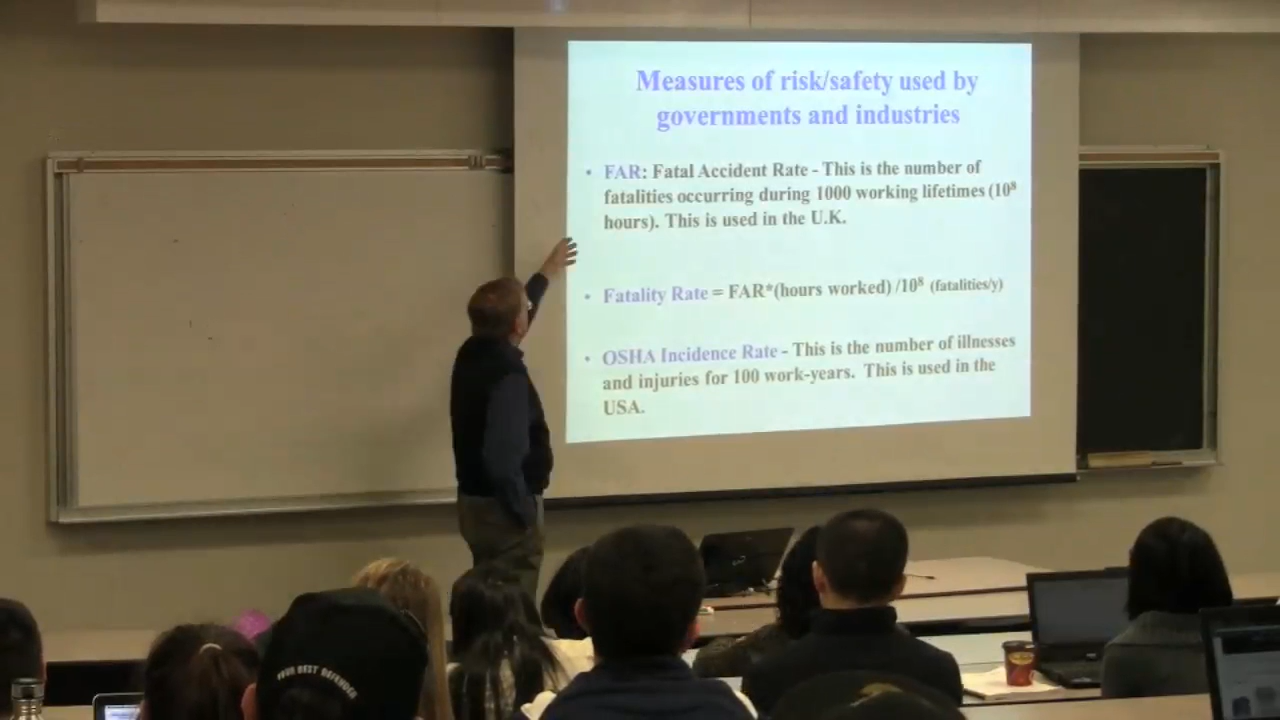 Measures of risk/safety used by
governments and industries
• FAR: Fatal Accident Rate - This is the number of
fatalities occurring during 1000 working lifetimes (10⁸
hours). This is used in the U.K.
• Fatality Rate = FAR*(hours worked) /10⁸ (fatalities/y)
• OSHA Incidence Rate - This is the number of illnesses
and injuries for 100 work-years. This is used in the
USA.
YOUR BEST DEFENDER